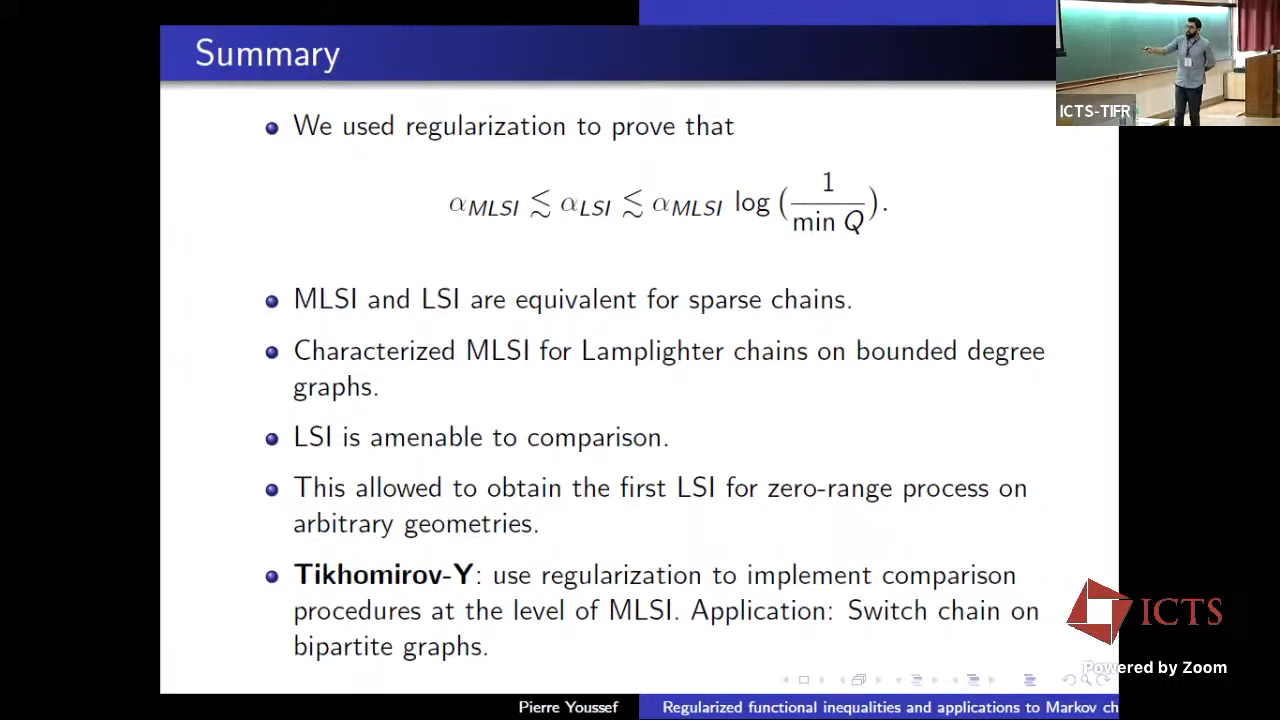 Summary
ICTS-TIFR
We used regularization to prove that
α_MLSI ≲ α_LSI ≲ α_MLSI log(1/min Q).
MLSI and LSI are equivalent for sparse chains.
Characterized MLSI for Lamplighter chains on bounded degree
graphs.
LSI is amenable to comparison.
This allowed to obtain the first LSI for zero-range process on
arbitrary geometries.
Tikhomirov-Y: use regularization to implement comparison
procedures at the level of MLSI. Application: Switch chain on
bipartite graphs.
ICTS
Powered by Zoom
Pierre Youssef
Regularized functional inequalities and applications to Markov ch